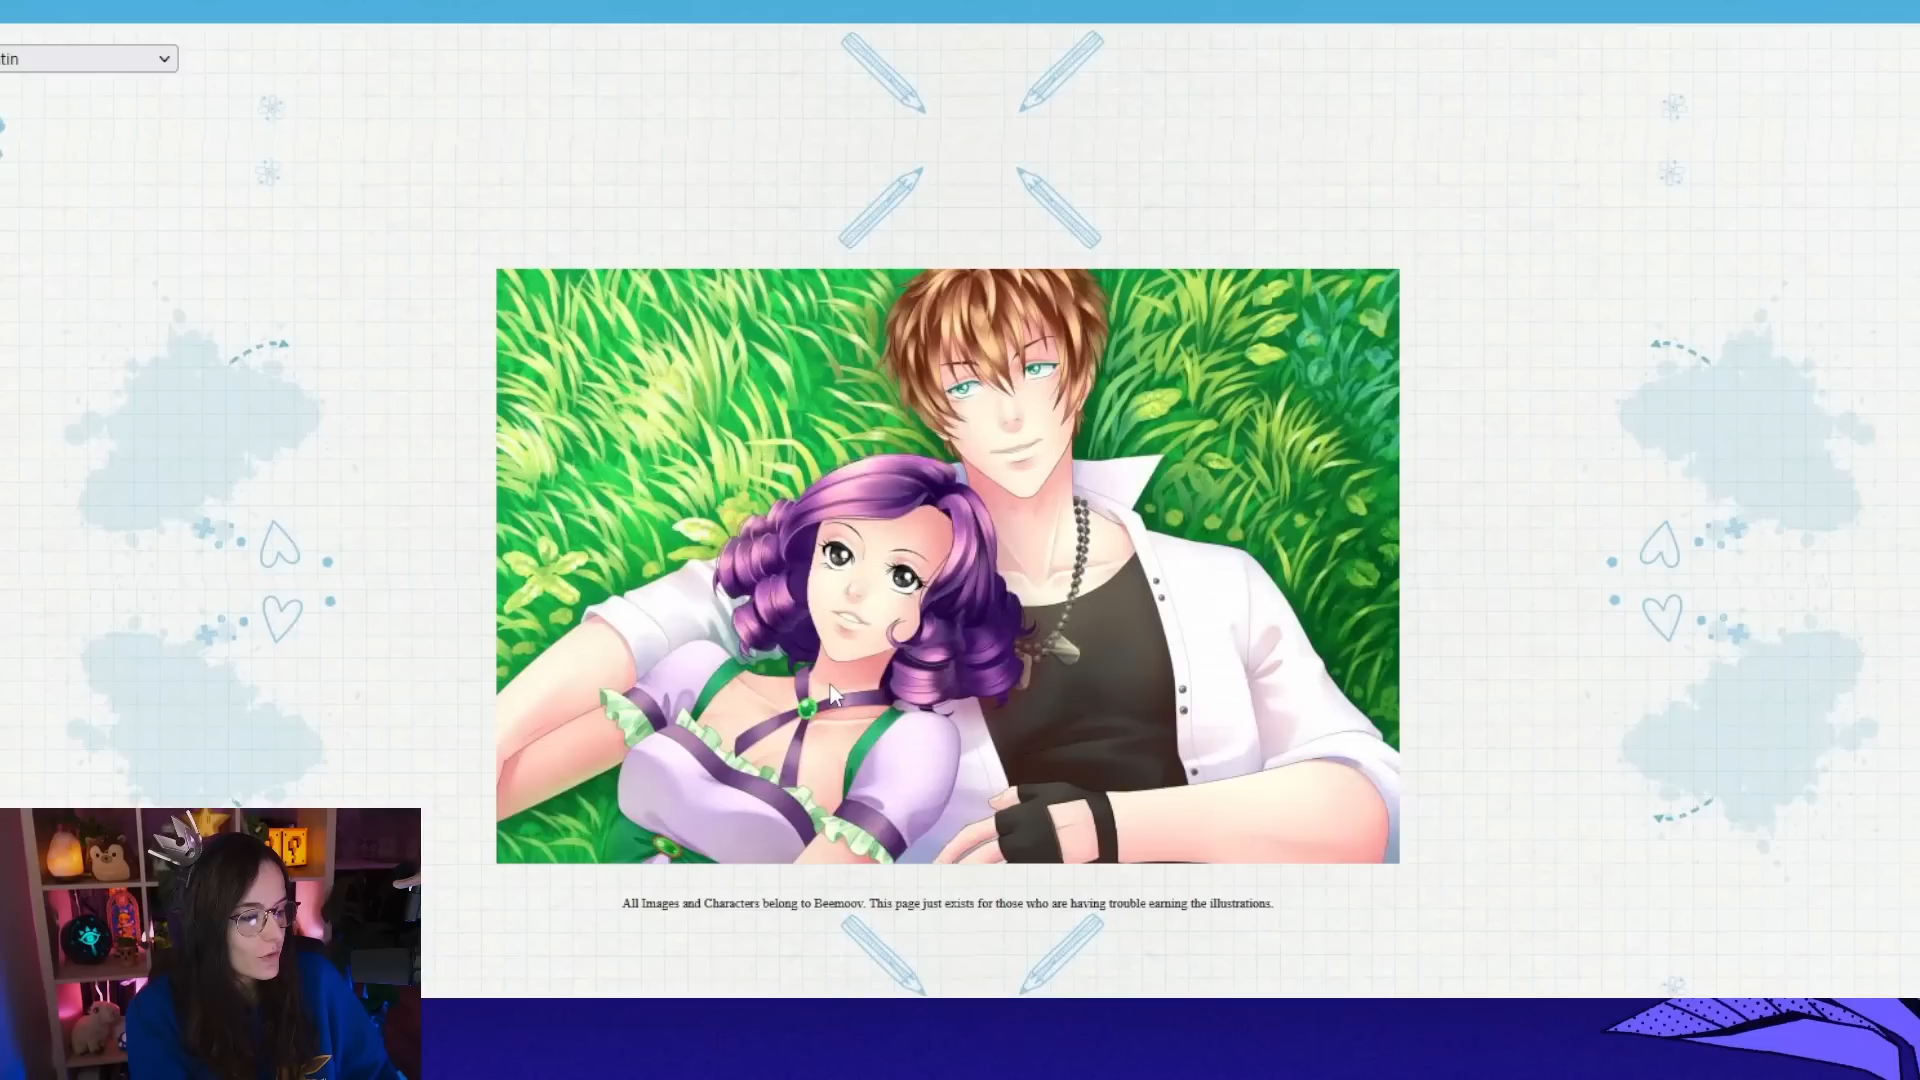 tin
All Images and Characters belong to Beemoov. This page just exists for those who are having trouble earning the illustrations.